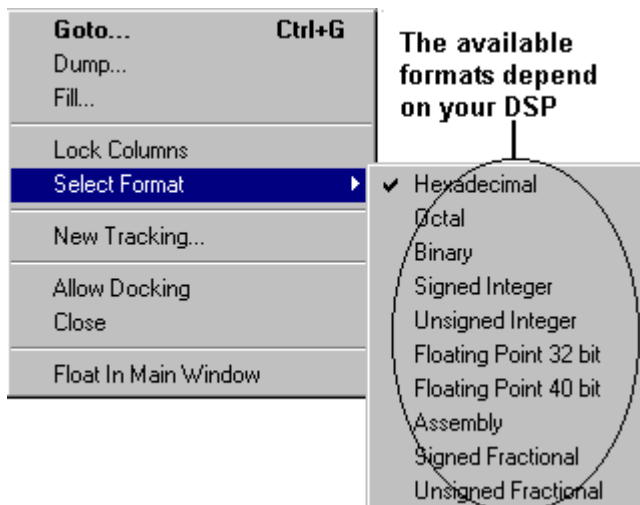 Goto... Ctrl+G
Dump...
Fill...
Lock Columns
Select Format
New Tracking...
Allow Docking
Close
Float In Main Window
The available
formats depend
on your DSP
Hexadecimal
Octal
Binary
Signed Integer
Unsigned Integer
Floating Point 32 bit
Floating Point 40 bit
Assembly
Signed Fractional
Unsigned Fractional